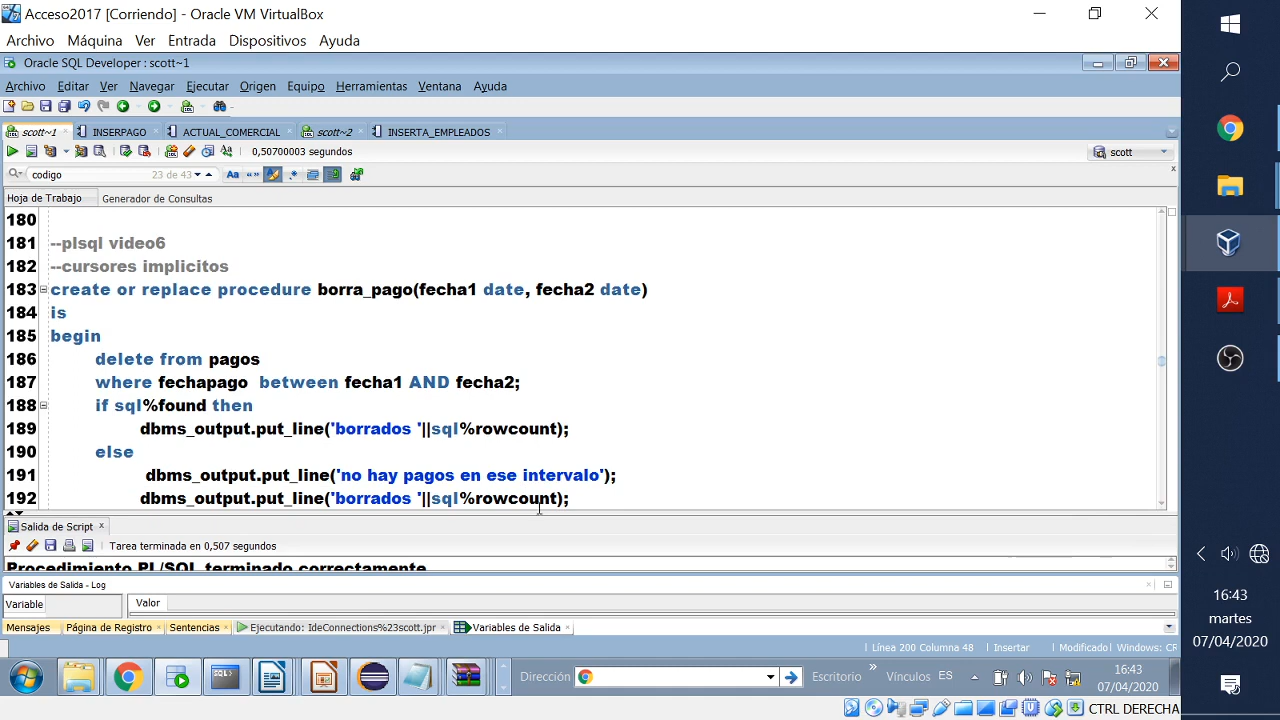 Acceso2017 [Corriendo] - Oracle VM VirtualBox
Archivo Máquina Ver Entrada Dispositivos Ayuda
Oracle SQL Developer : scott~1
Archivo Editar Ver Navegar Ejecutar Origen Equipo Herramientas Ventana Ayuda
scott~1 INSERPAGO ACTUAL_COMERCIAL scott~2 INSERTA_EMPLEADOS
0,50700003 segundos scott
codigo 23 de 43
Hoja de Trabajo Generador de Consultas
180
181 --plsql video6
182 --cursores implicitos
183 create or replace procedure borra_pago(fecha1 date, fecha2 date)
184 is
185 begin
186 delete from pagos
187 where fechapago between fecha1 AND fecha2;
188 if sql%found then
189 dbms_output.put_line('borrados '||sql%rowcount);
190 else
191 dbms_output.put_line('no hay pagos en ese intervalo');
192 dbms_output.put_line('borrados '||sql%rowcount);
Salida de Script
Tarea terminada en 0,507 segundos
Procedimiento PL/SQL terminado correctamente
Variables de Salida - Log
Variable Valor
Mensajes Página de Registro Sentencias Ejecutando: IdeConnections%23scott.jpr Variables de Salida
Línea 200 Columna 48 Insertar Modificado Windows: CR
Dirección Escritorio » Vínculos ES 16:43
07/04/2020
CTRL DERECHA
16:43
martes
07/04/2020